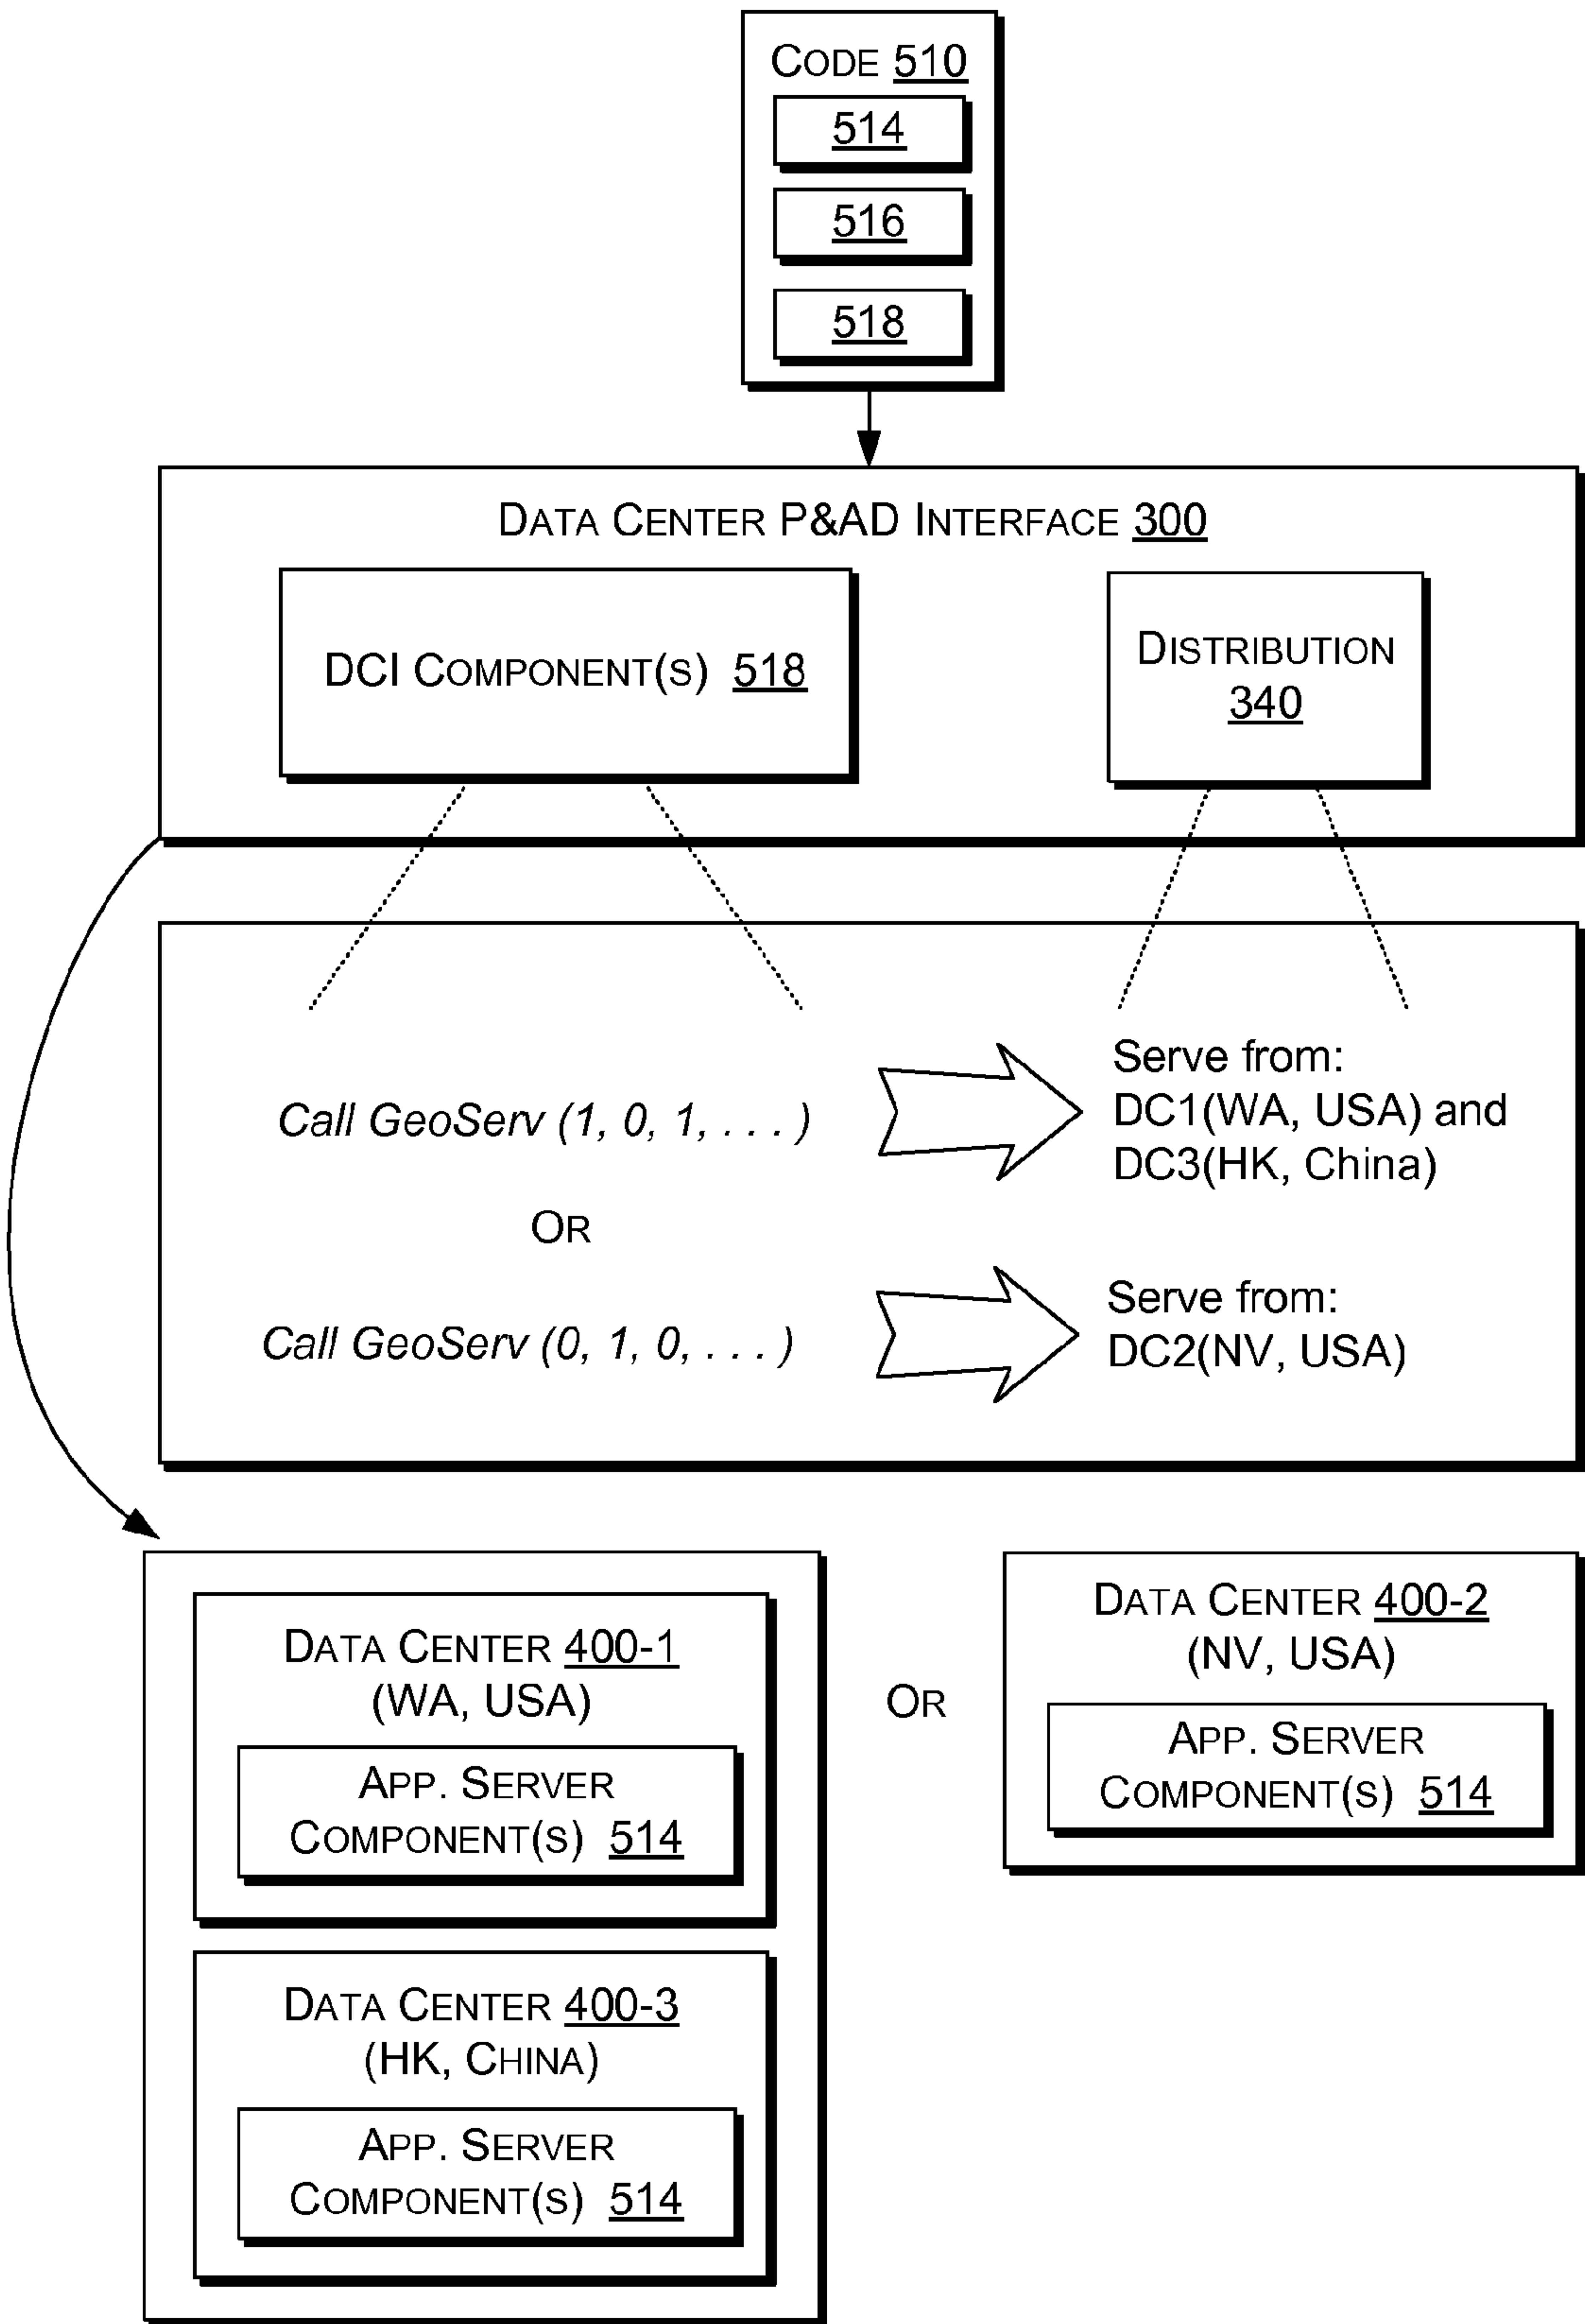 CODE 510
514
516
518
DATA CENTER P&AD INTERFACE 300
DCI COMPONENT(S) 518
DISTRIBUTION
340
Call GeoServ (1, 0, 1, . . . )
Serve from:
DC1(WA, USA) and
DC3(HK, China)
OR
Call GeoServ (0, 1, 0, . . . )
Serve from:
DC2(NV, USA)
DATA CENTER 400-1
(WA, USA)
APP. SERVER
COMPONENT(S) 514
DATA CENTER 400-3
(HK, CHINA)
APP. SERVER
COMPONENT(S) 514
OR
DATA CENTER 400-2
(NV, USA)
APP. SERVER
COMPONENT(S) 514